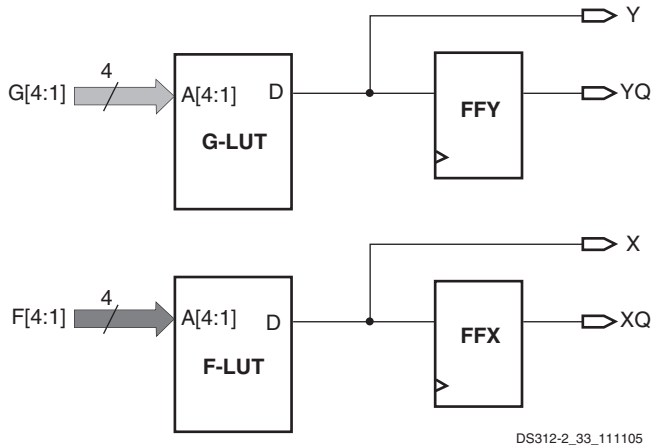 Y
4
G[4:1]
A[4:1]
D
YQ
FFY
G-LUT
X
4
F[4:1]
A[4:1]
D
XQ
FFX
F-LUT
DS312-2_33_111105